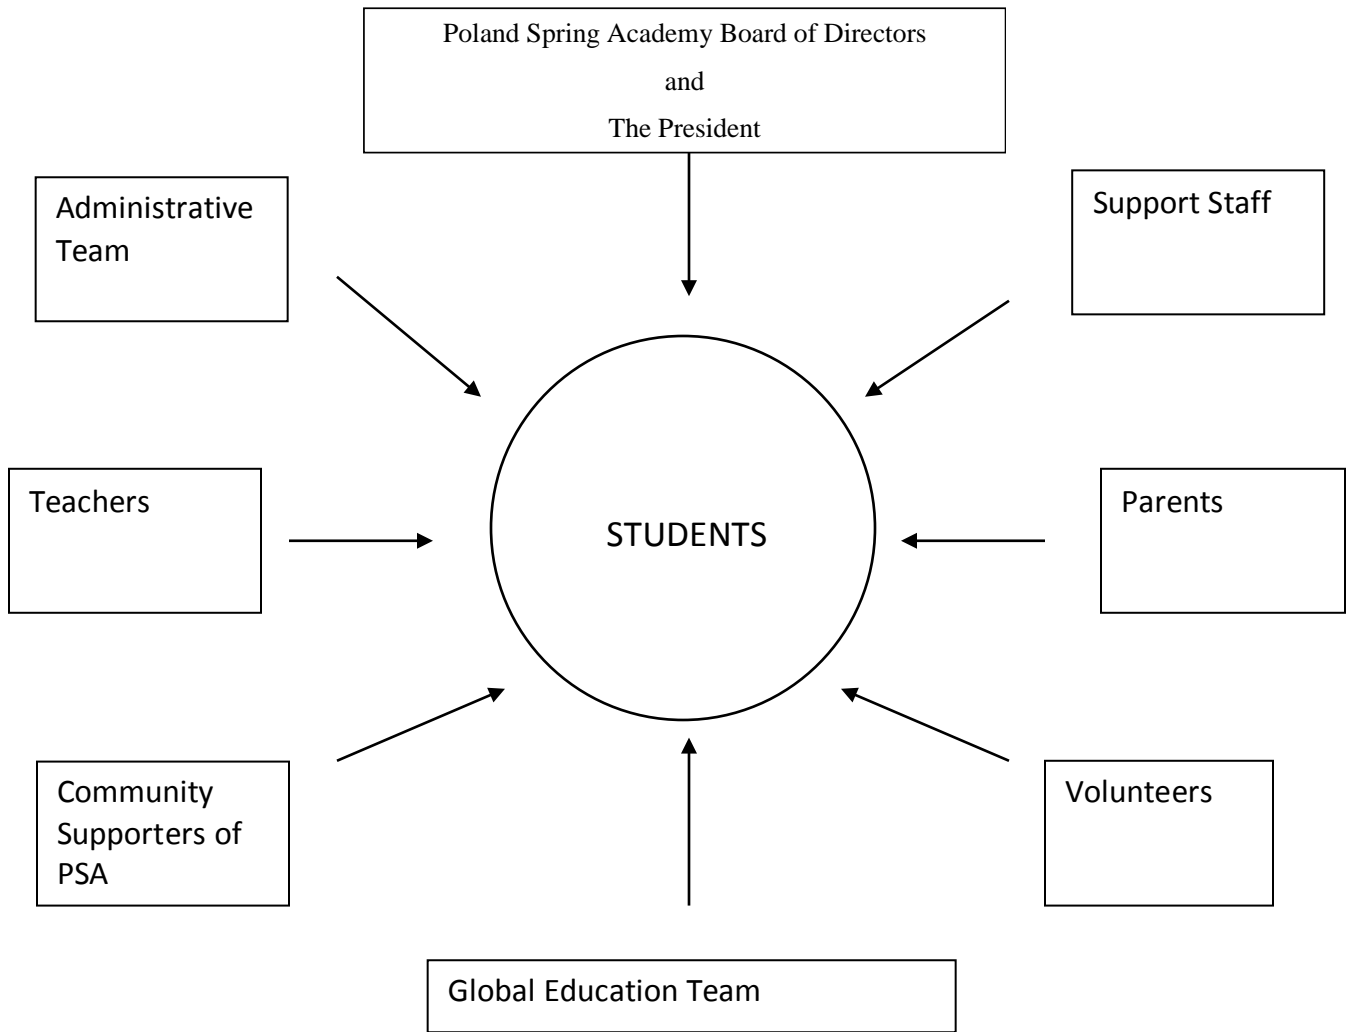 Poland Spring Academy Board of Directors
and
The President
Administrative
Team
Support Staff
Teachers
STUDENTS
Parents
Community
Supporters of
PSA
Volunteers
Global Education Team